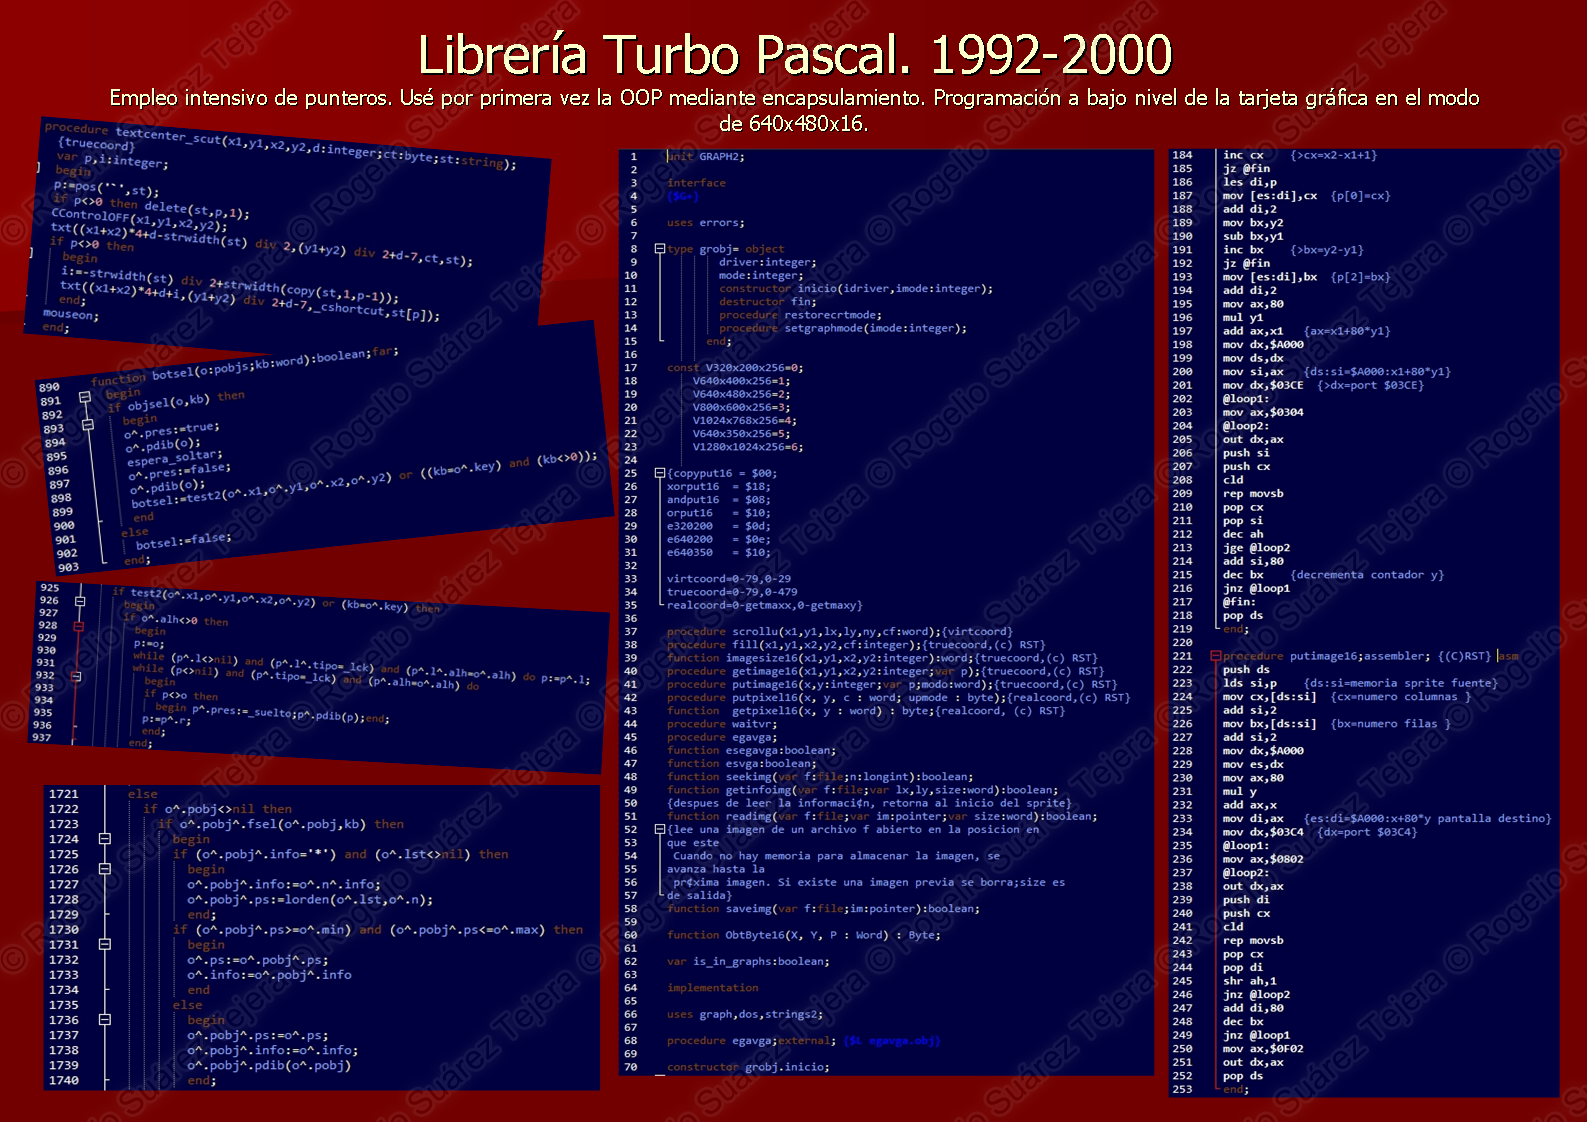 Librería Turbo Pascal. 1992-2000
Empleo intensivo de punteros. Usé por primera vez la OOP mediante encapsulamiento. Programación a bajo nivel de la tarjeta gráfica en el modo
de 640x480x16.
procedure textcenter_scut(x1,y1,x2,y2,d:integer;ct:byte;st:string);
{truecoord}
var p,i:integer;
begin
p:=pos('~',st);
if p<>0 then delete(st,p,1);
CControlOFF(x1,y1,x2,y2);
txt((x1+x2)*4+d-strwidth(st) div 2,(y1+y2) div 2+d-7,ct,st);
if p<>0 then
begin
i:=-strwidth(st) div 2+strwidth(copy(st,1,p-1));
txt((x1+x2)*4+d+i,(y1+y2) div 2+d-7,_cshortcut,st[p]);
end;
mouseon;
end;
890 function botsel(o:pobjs;kb:word):boolean;far;
891 begin
892 if objsel(o,kb) then
893 begin
894 o^.pres:=true;
895 o^.pdib(o);
896 espera_soltar;
897 o^.pres:=false;
898 o^.pdib(o);
899 botsel:=test2(o^.x1,o^.y1,o^.x2,o^.y2) or ((kb=o^.key) and (kb<>0));
900 end
901 else
902 botsel:=false;
903 end;
925 if test2(o^.x1,o^.y1,o^.x2,o^.y2) or (kb=o^.key) then
926 begin
927 if o^.alh<>0 then
928 begin
929 p:=o;
930 while (p^.l<>nil) and (p^.l^.tipo=_lck) and (p^.l^.alh=o^.alh) do p:=p^.l;
931 while (p<>nil) and (p^.tipo=_lck) and (p^.alh=o^.alh) do
932 begin
933 if p<>o then
934 begin p^.pres:=_suelto;p^.pdib(p);end;
935 p:=p^.r;
936 end;
937 end;
1721 else
1722 if o^.pobj<>nil then
1723 if o^.pobj^.fsel(o^.pobj,kb) then
1724 begin
1725 if (o^.pobj^.info='*') and (o^.lst<>nil) then
1726 begin
1727 o^.pobj^.info:=o^.n^.info;
1728 o^.pobj^.ps:=lorden(o^.lst,o^.n);
1729 end;
1730 if (o^.pobj^.ps>=o^.min) and (o^.pobj^.ps<=o^.max) then
1731 begin
1732 o^.ps:=o^.pobj^.ps;
1733 o^.info:=o^.pobj^.info
1734 end
1735 else
1736 begin
1737 o^.pobj^.ps:=o^.ps;
1738 o^.pobj^.info:=o^.info;
1739 o^.pobj^.pdib(o^.pobj)
1740 end;
1 unit GRAPH2;
2
3 interface
4 {$G+}
5
6 uses errors;
7
8 type grobj= object
9 driver:integer;
10 mode:integer;
11 constructor inicio(idriver,imode:integer);
12 destructor fin;
13 procedure restorecrtmode;
14 procedure setgraphmode(imode:integer);
15 end;
16
17 const V320x200x256=0;
18 V640x400x256=1;
19 V640x480x256=2;
20 V800x600x256=3;
21 V1024x768x256=4;
22 V640x350x256=5;
23 V1280x1024x256=6;
24
25 {copyput16 = $00;
26 xorput16 = $18;
27 andput16 = $08;
28 orput16 = $10;
29 e320200 = $0d;
30 e640200 = $0e;
31 e640350 = $10;
32
33 virtcoord=0-79,0-29
34 truecoord=0-79,0-479
35 realcoord=0-getmaxx,0-getmaxy}
36
37 procedure scrollu(x1,y1,lx,ly,ny,cf:word);{virtcoord}
38 procedure fill(x1,y1,x2,y2,cf:integer);{truecoord,(c) RST}
39 function imagesize16(x1,y1,x2,y2:integer):word;{truecoord,(c) RST}
40 procedure getimage16(x1,y1,x2,y2:integer;var p);{truecoord,(c) RST}
41 procedure putimage16(x,y:integer;var p;modo:word);{truecoord,(c) RST}
42 procedure putpixel16(x, y, c : word; upmode : byte);{realcoord,(c) RST}
43 function getpixel16(x, y : word) : byte;{realcoord, (c) RST}
44 procedure waitvr;
45 procedure egavga;
46 function esegavga:boolean;
47 function esvga:boolean;
48 function seekimg(var f:file;n:longint):boolean;
49 function getinfoimg(var f:file;var lx,ly,size:word):boolean;
50 {despues de leer la informaci¢n, retorna al inicio del sprite}
51 function readimg(var f:file;var im:pointer;var size:word):boolean;
52 {lee una imagen de un archivo f abierto en la posicion en
53 que este
54 Cuando no hay memoria para almacenar la imagen, se
55 avanza hasta la
56 pr¢xima imagen. Si existe una imagen previa se borra;size es
57 de salida}
58 function saveimg(var f:file;im:pointer):boolean;
59
60 function ObtByte16(X, Y, P : Word) : Byte;
61
62 var is_in_graphs:boolean;
63
64 implementation
65
66 uses graph,dos,strings2;
67
68 procedure egavga;external; {$L egavga.obj}
69
70 constructor grobj.inicio;
184 inc cx {>cx=x2-x1+1}
185 jz @fin
186 les di,p
187 mov [es:di],cx {p[0]=cx}
188 add di,2
189 mov bx,y2
190 sub bx,y1
191 inc bx {>bx=y2-y1}
192 jz @fin
193 mov [es:di],bx {p[2]=bx}
194 add di,2
195 mov ax,80
196 mul y1
197 add ax,x1 {ax=x1+80*y1}
198 mov dx,$A000
199 mov ds,dx
200 mov si,ax {ds:si=$A000:x1+80*y1}
201 mov dx,$03CE {>dx=port $03CE}
202 @loop1:
203 mov ax,$0304
204 @loop2:
205 out dx,ax
206 push si
207 push cx
208 cld
209 rep movsb
210 pop cx
211 pop si
212 dec ah
213 jge @loop2
214 add si,80
215 dec bx {decrementa contador y}
216 jnz @loop1
217 @fin:
218 pop ds
219 end;
220
221 procedure putimage16;assembler; {(C)RST} asm
222 push ds
223 lds si,p {ds:si=memoria sprite fuente}
224 mov cx,[ds:si] {cx=numero columnas }
225 add si,2
226 mov bx,[ds:si] {bx=numero filas }
227 add si,2
228 mov dx,$A000
229 mov es,dx
230 mov ax,80
231 mul y
232 add ax,x
233 mov di,ax {es:di=$A000:x+80*y pantalla destino}
234 mov dx,$03C4 {dx=port $03C4}
235 @loop1:
236 mov ax,$0802
237 @loop2:
238 out dx,ax
239 push di
240 push cx
241 cld
242 rep movsb
243 pop cx
244 pop di
245 shr ah,1
246 jnz @loop2
247 add di,80
248 dec bx
249 jnz @loop1
250 mov ax,$0F02
251 out dx,ax
252 pop ds
253 end;
© Rogelio Suárez Tejera